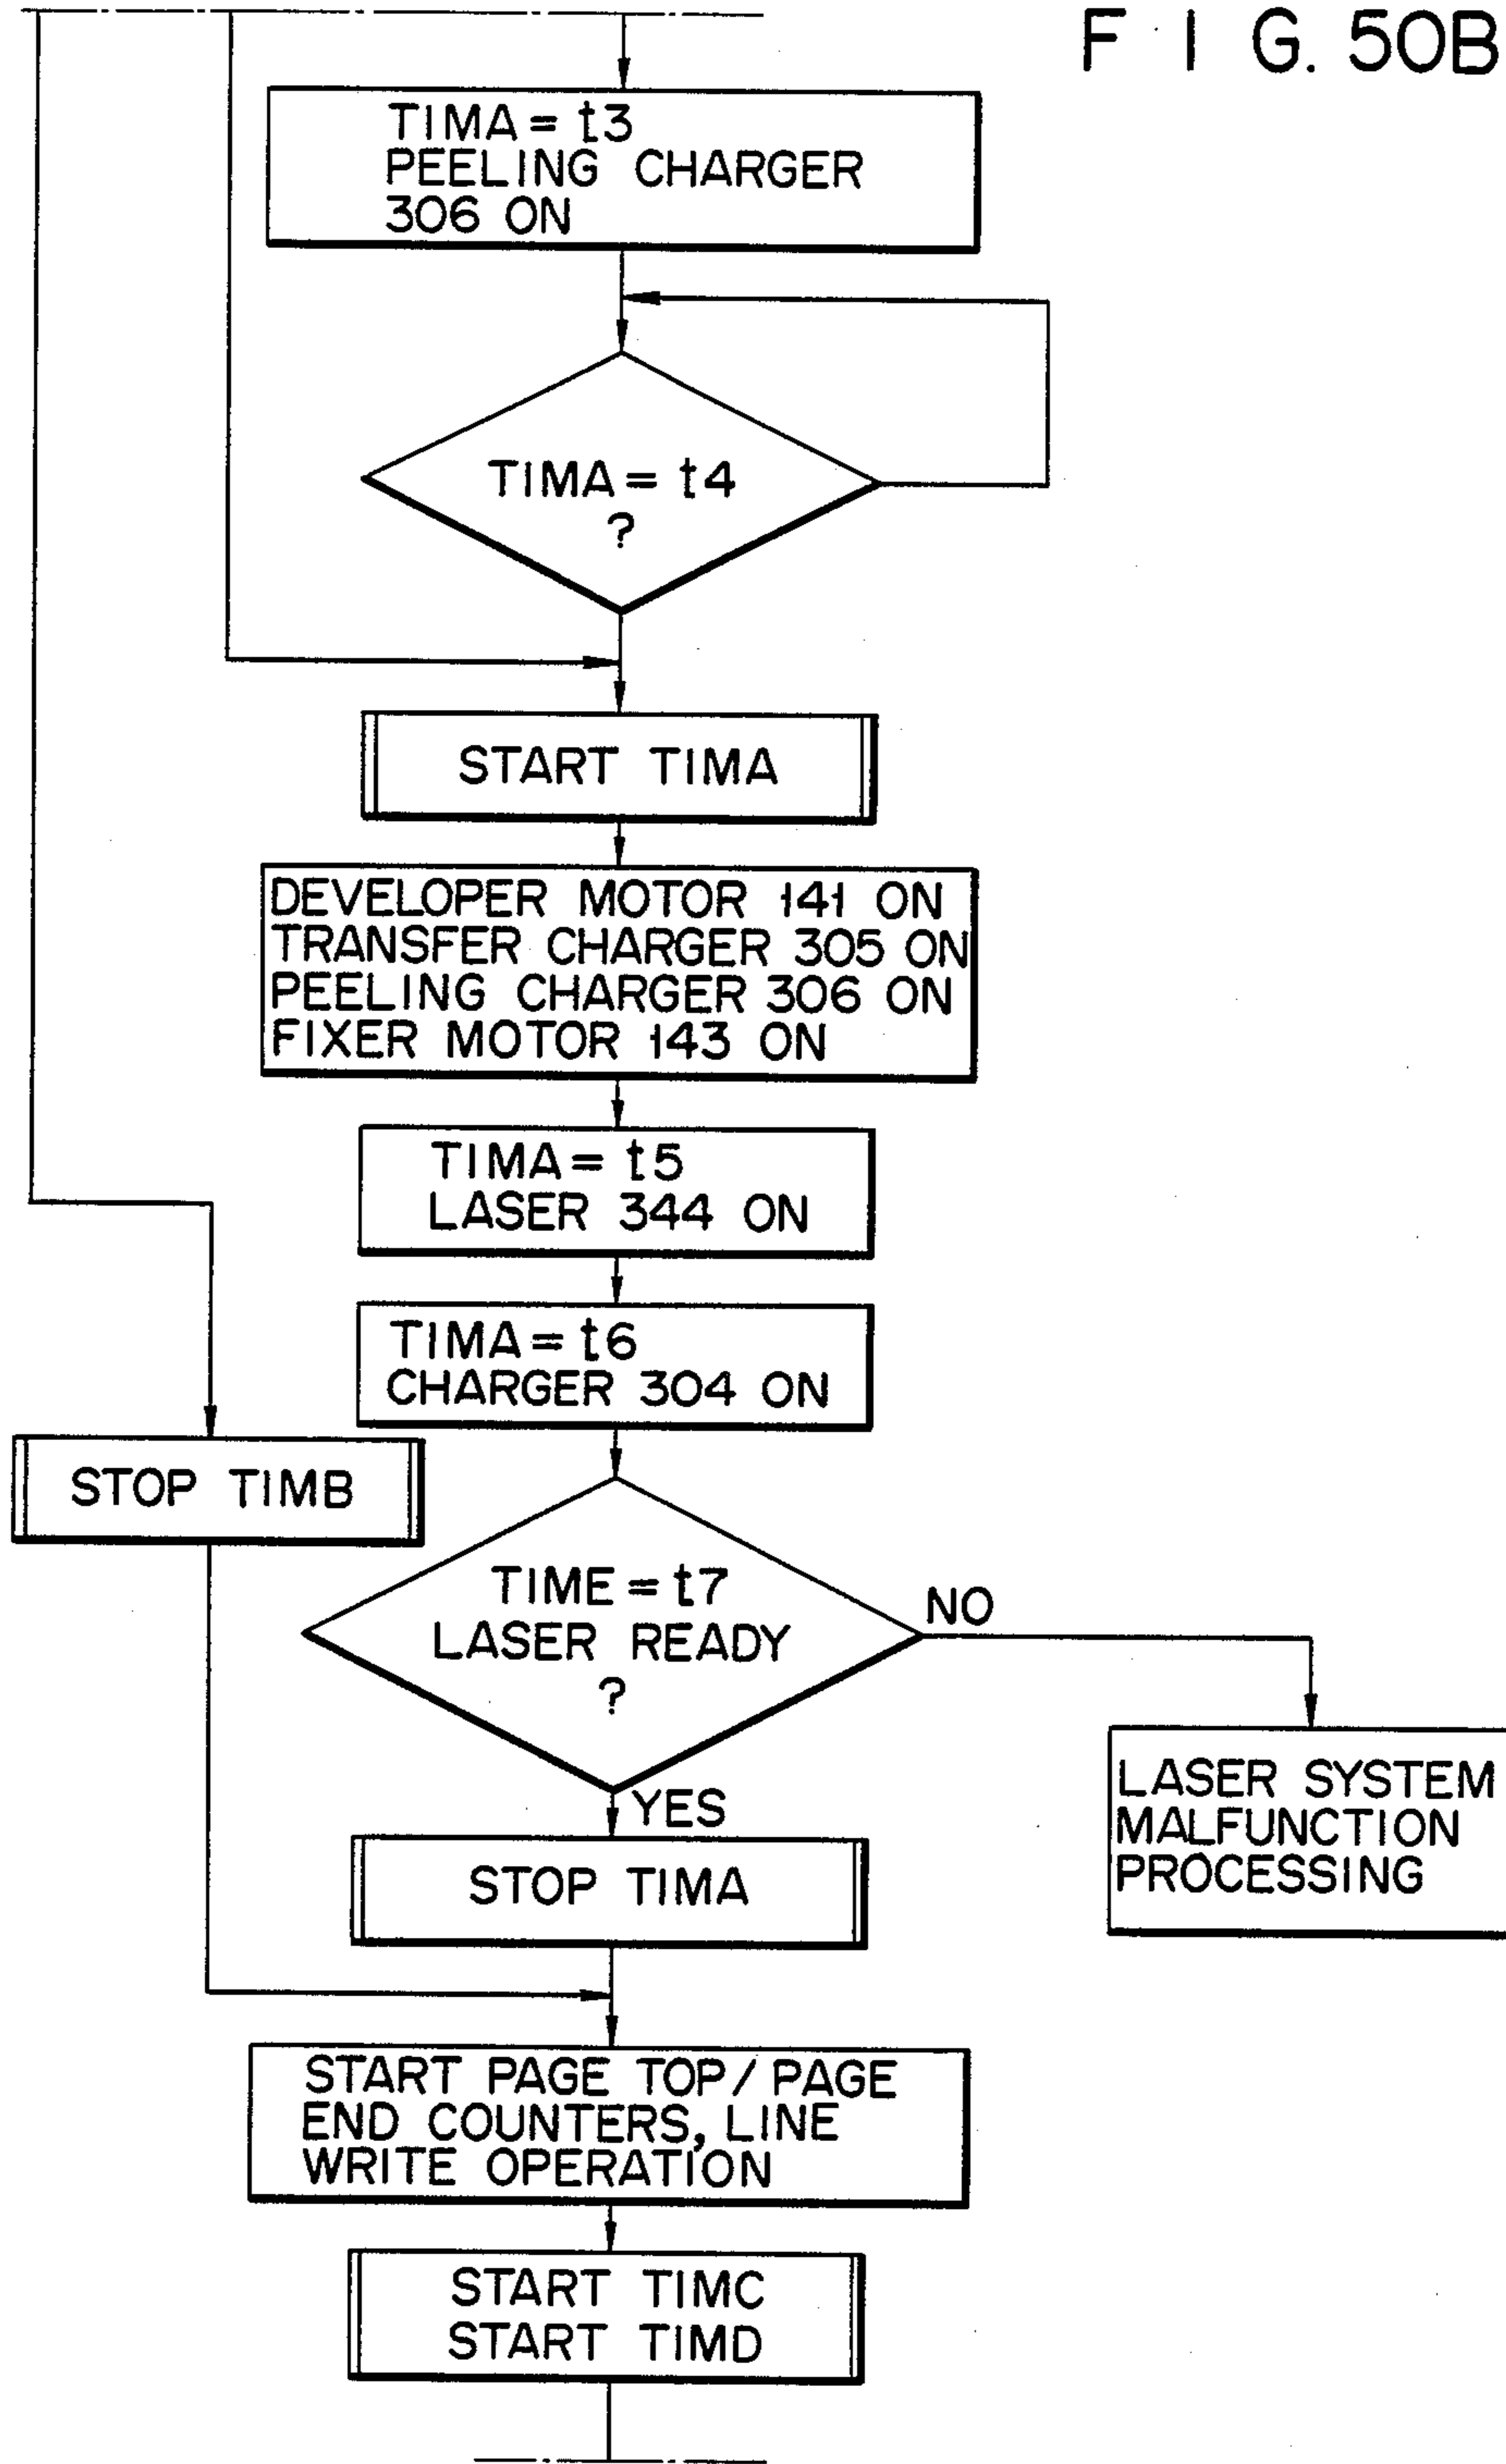 F I G. 50B
TIMA = t3
PEELING CHARGER
306 ON
TIMA = t4
?
START TIMA
DEVELOPER MOTOR 141 ON
TRANSFER CHARGER 305 ON
PEELING CHARGER 306 ON
FIXER MOTOR 143 ON
TIMA = t5
LASER 344 ON
TIMA = t6
CHARGER 304 ON
STOP TIMB
TIME = t7
LASER READY
?
NO
YES
LASER SYSTEM
MALFUNCTION
PROCESSING
STOP TIMA
START PAGE TOP/PAGE
END COUNTERS, LINE
WRITE OPERATION
START TIMC
START TIMD